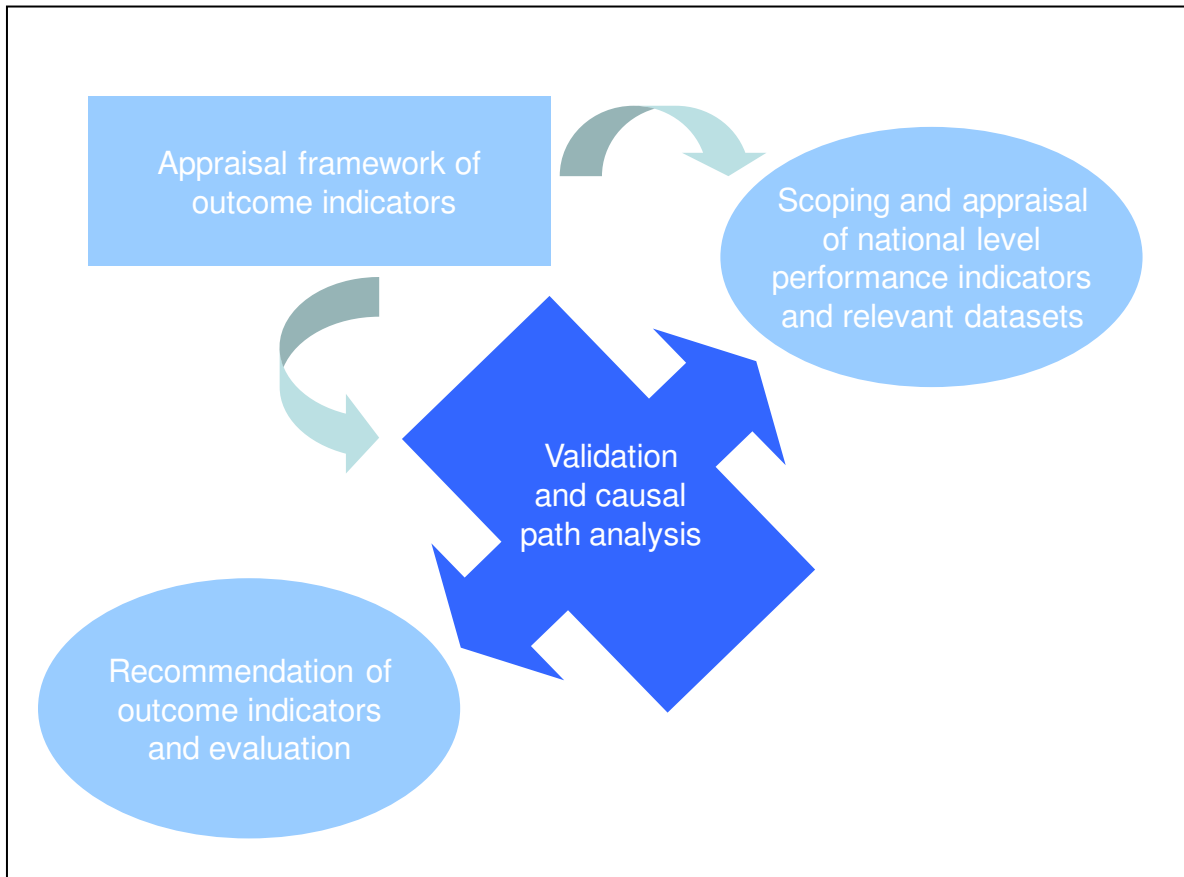 Appraisal framework of
outcome indicators
Scoping and appraisal
of national level
performance indicators
and relevant datasets
Validation
and causal
path analysis
Recommendation of
outcome indicators
and evaluation